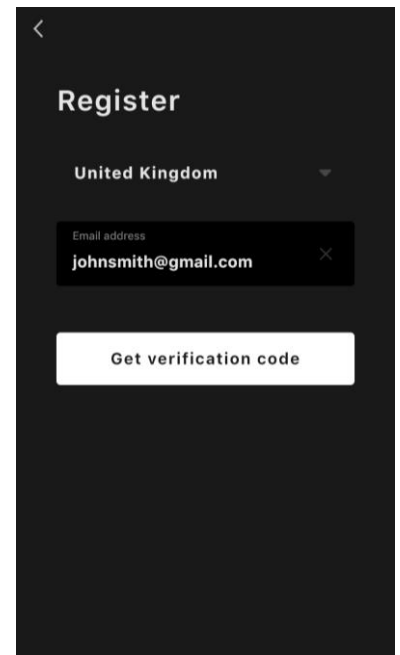 Register
United Kingdom
Email address
johnsmith@gmail.com
Get verification code